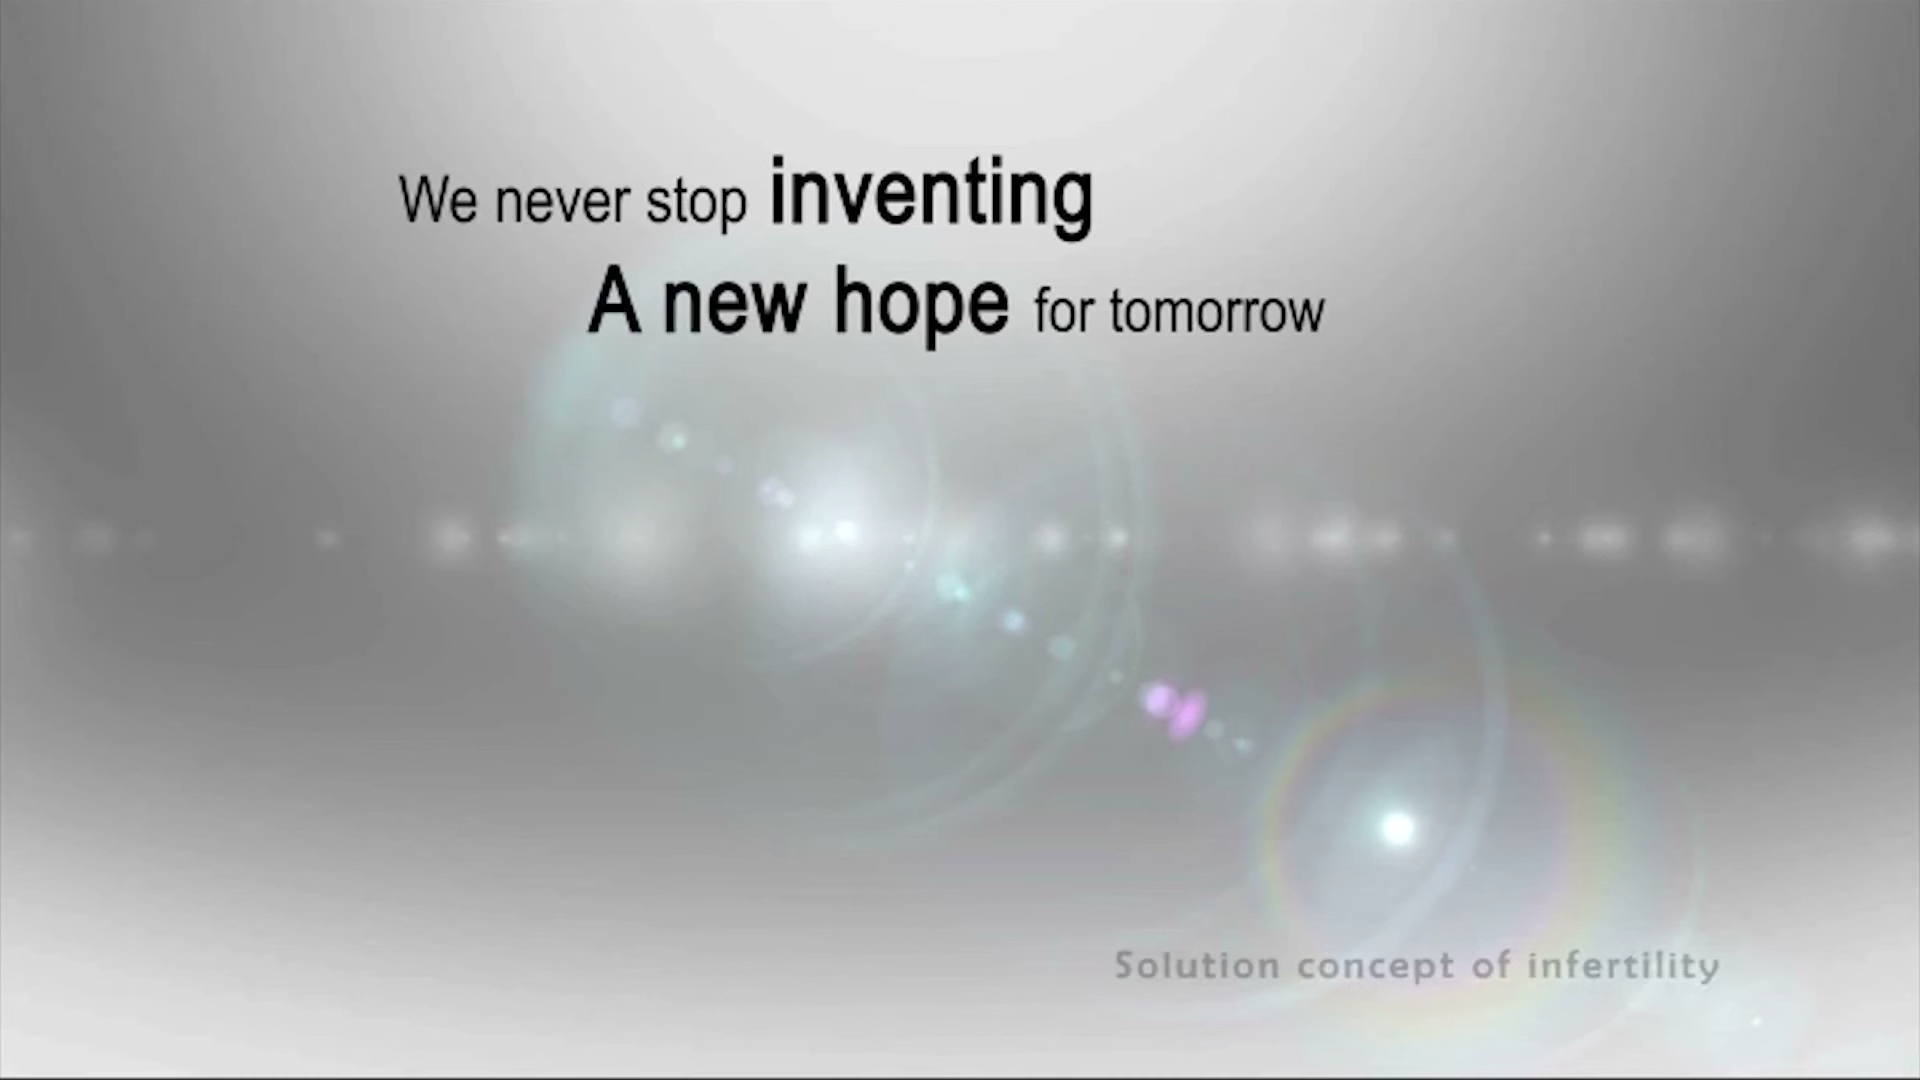 We never stop inventing
A new hope for tomorrow
Solution concept of infertility